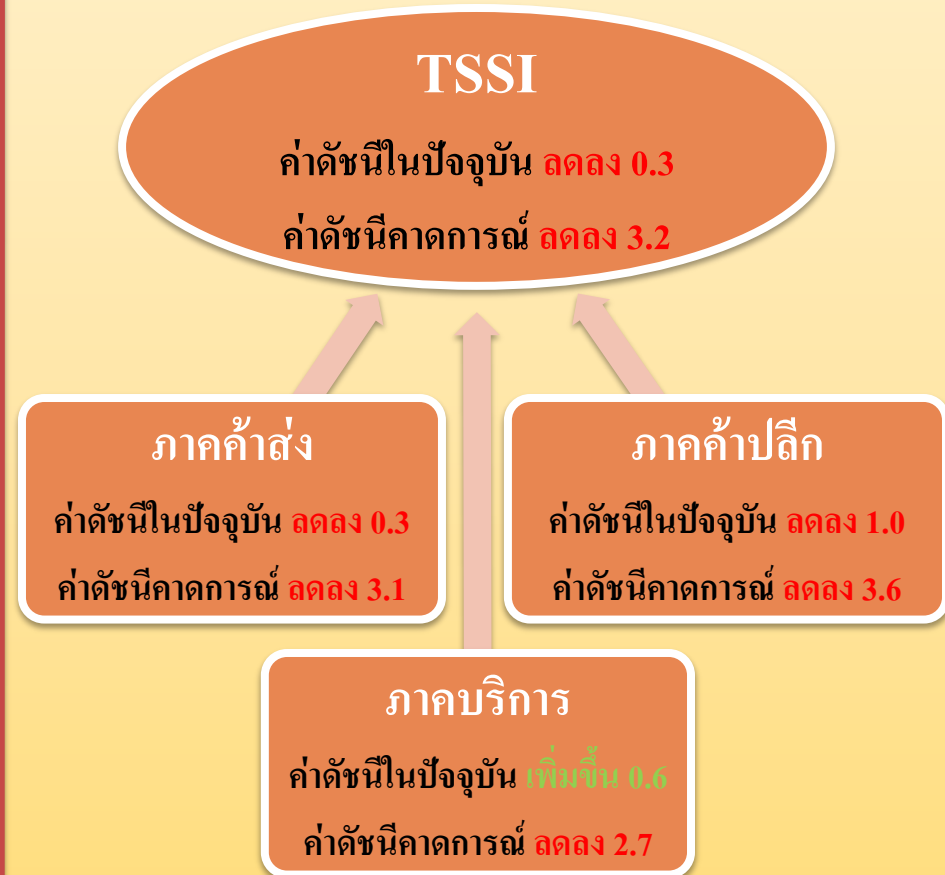 TSSI
ค่าดัชนีในปัจจุบัน ลดลง 0.3
ค่าดัชนีคาดการณ์ ลดลง 3.2
ภาคค้าส่ง
ค่าดัชนีในปัจจุบัน ลดลง 0.3
ค่าดัชนีคาดการณ์ ลดลง 3.1
ภาคค้าปลีก
ค่าดัชนีในปัจจุบัน ลดลง 1.0
ค่าดัชนีคาดการณ์ ลดลง 3.6
ภาคบริการ
ค่าดัชนีในปัจจุบัน เพิ่มขึ้น 0.6
ค่าดัชนีคาดการณ์ ลดลง 2.7